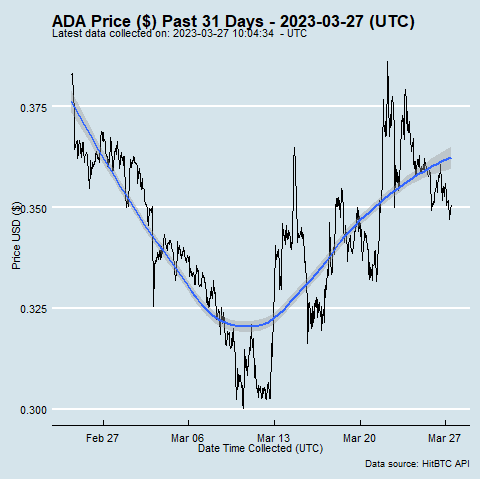 ADA Price ($) Past 31 Days - 2023-03-27 (UTC)
Latest data collected on: 2023-03-27 10:04:34 - UTC
0.375
0.350
0.325
0.300
Price USD ($)
Feb 27
Mar 06
Mar 13
Mar 20
Mar 27
Date Time Collected (UTC)
Data source: HitBTC API